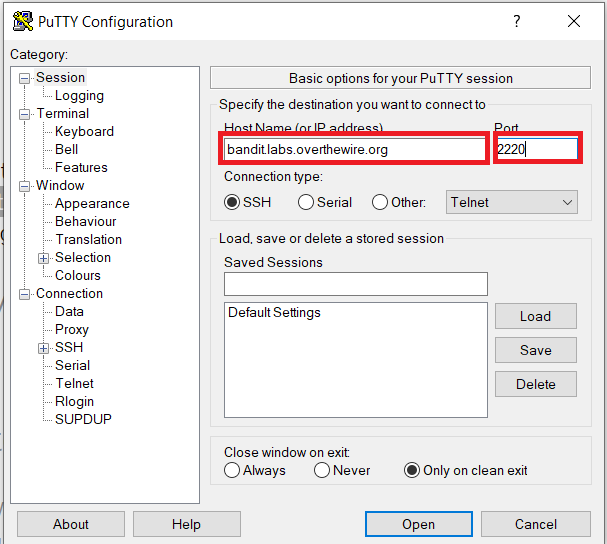 PuTTY Configuration
?
Category:
Session
Logging
Terminal
Keyboard
Bell
Features
Window
Appearance
Behaviour
Translation
Selection
Colours
Connection
Data
Proxy
SSH
Serial
Telnet
Rlogin
SUPDUP
Basic options for your PuTTY session
Specify the destination you want to connect to
Host Name (or IP address) Port
bandit.labs.overthewire.org 2220
Connection type:
SSH Serial Other: Telnet
Load, save or delete a stored session
Saved Sessions
Default Settings
Load
Save
Delete
Close window on exit:
Always Never Only on clean exit
About Help Open Cancel